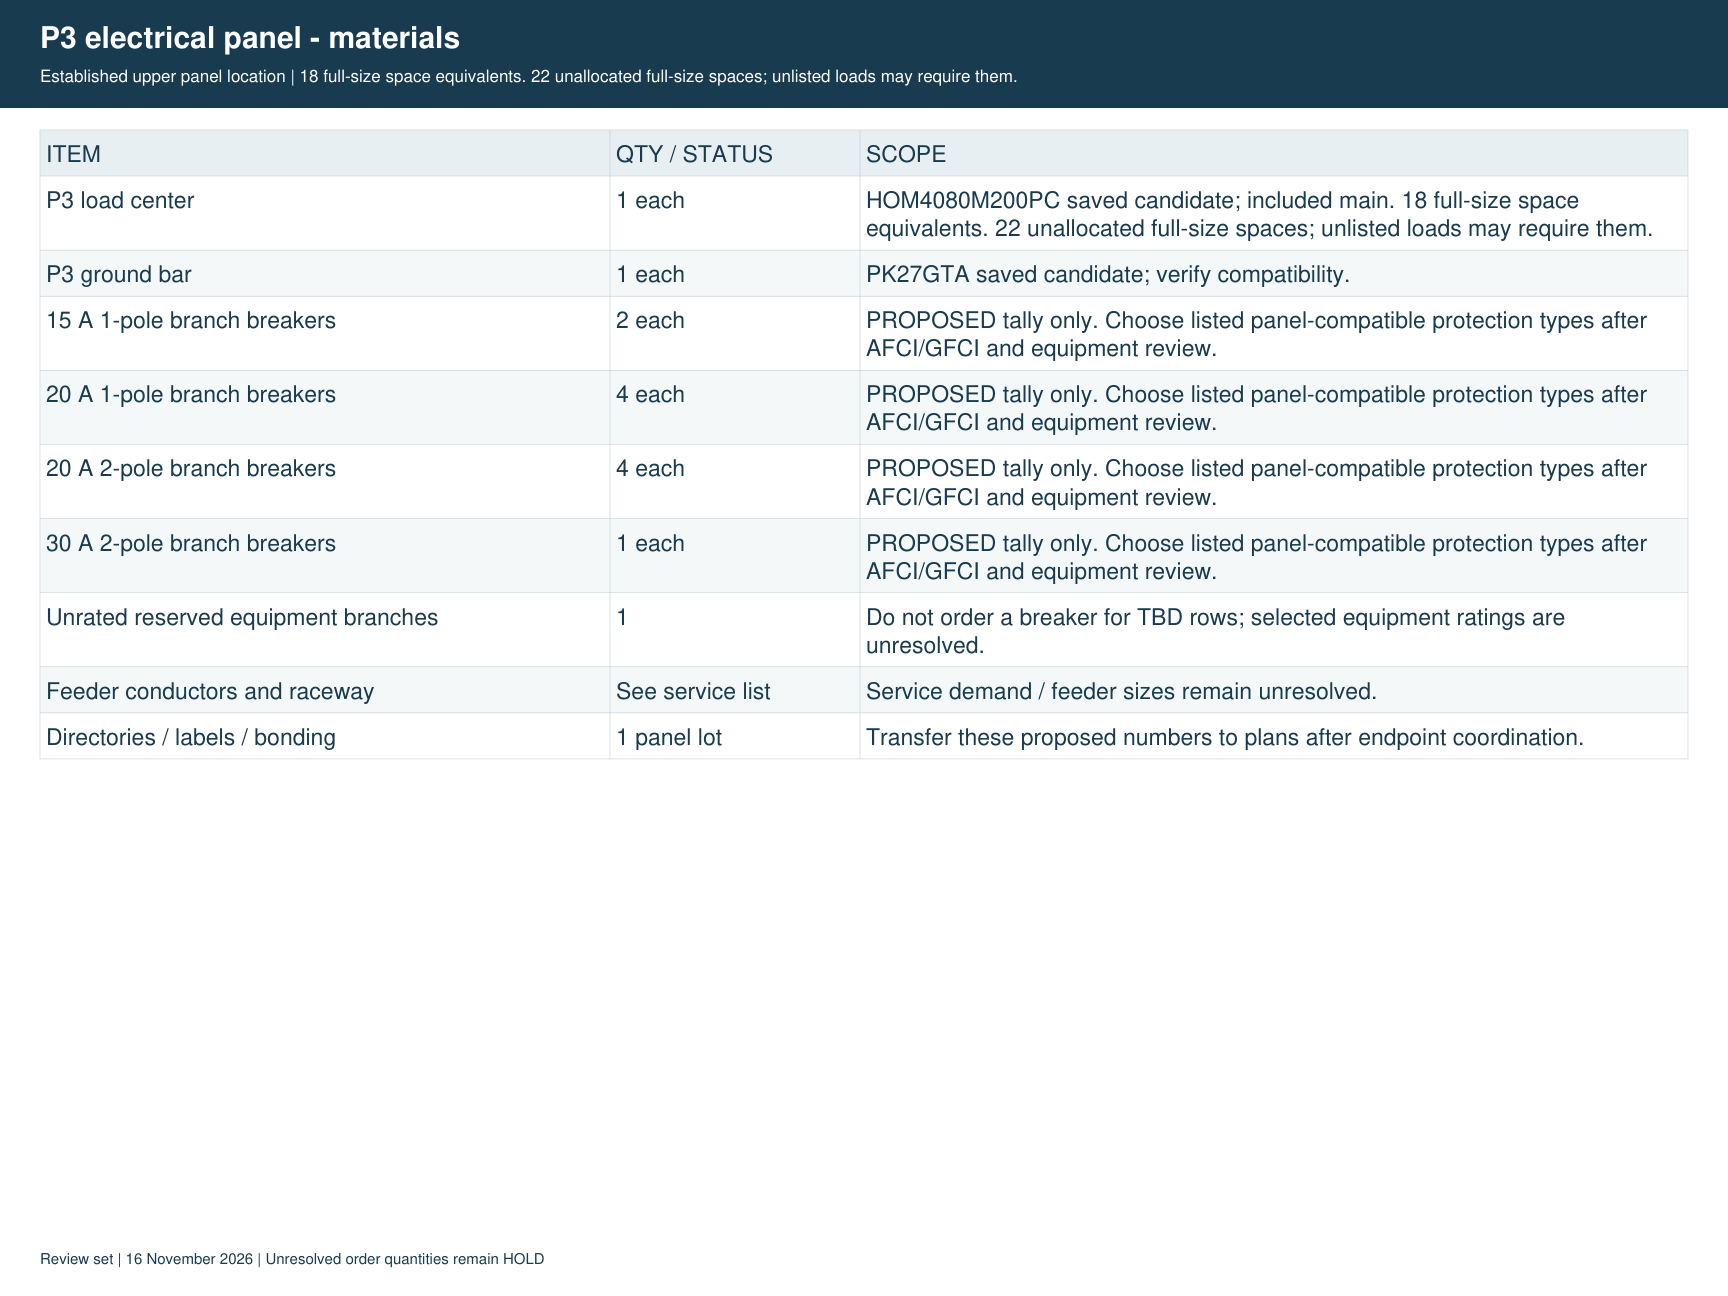 P3 electrical panel - materials
Established upper panel location | 18 full-size space equivalents. 22 unallocated full-size spaces; unlisted loads may require them.
ITEM QTY / STATUS SCOPE
P3 load center 1 each HOM4080M200PC saved candidate; included main. 18 full-size space
equivalents. 22 unallocated full-size spaces; unlisted loads may require them.
P3 ground bar 1 each PK27GTA saved candidate; verify compatibility.
15 A 1-pole branch breakers 2 each PROPOSED tally only. Choose listed panel-compatible protection types after
AFCI/GFCI and equipment review.
20 A 1-pole branch breakers 4 each PROPOSED tally only. Choose listed panel-compatible protection types after
AFCI/GFCI and equipment review.
20 A 2-pole branch breakers 4 each PROPOSED tally only. Choose listed panel-compatible protection types after
AFCI/GFCI and equipment review.
30 A 2-pole branch breakers 1 each PROPOSED tally only. Choose listed panel-compatible protection types after
AFCI/GFCI and equipment review.
Unrated reserved equipment branches 1 Do not order a breaker for TBD rows; selected equipment ratings are
unresolved.
Feeder conductors and raceway See service list Service demand / feeder sizes remain unresolved.
Directories / labels / bonding 1 panel lot Transfer these proposed numbers to plans after endpoint coordination.
Review set | 16 November 2026 | Unresolved order quantities remain HOLD